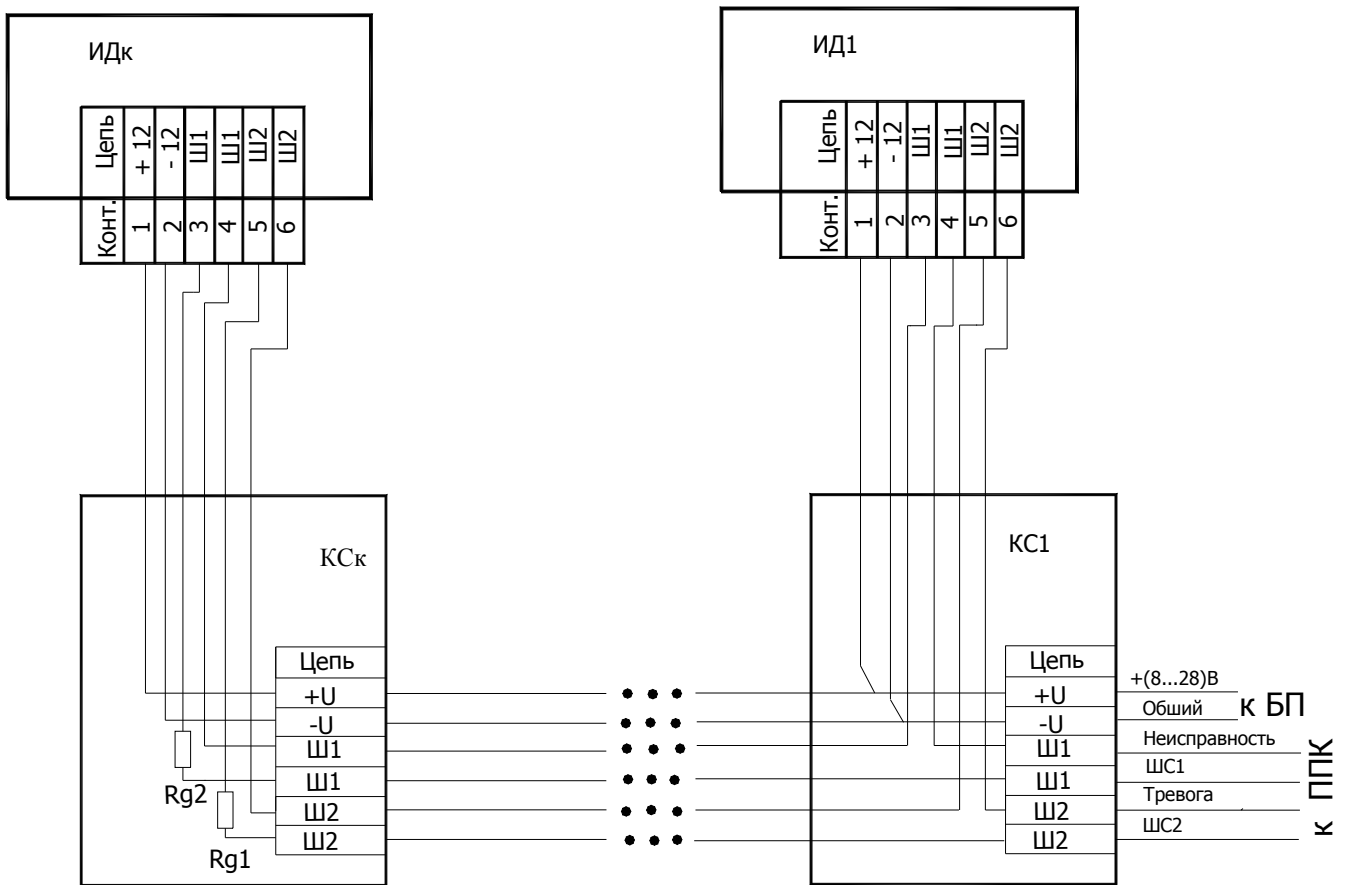 ИДк
Цепь
+ 12
- 12
Ш1
Ш1
Ш2
Ш2
Конт.
1
2
3
4
5
6
ИД1
Цепь
+ 12
- 12
Ш1
Ш1
Ш2
Ш2
Конт.
1
2
3
4
5
6
КСк
Цепь
+U
-U
Ш1
Ш1
Ш2
Ш2
Rg2
Rg1
КС1
Цепь
+U
-U
Ш1
Ш1
Ш2
Ш2
+(8...28)В
Обший
к БП
Неисправность
ШС1
Тревога
ШС2
к ППК